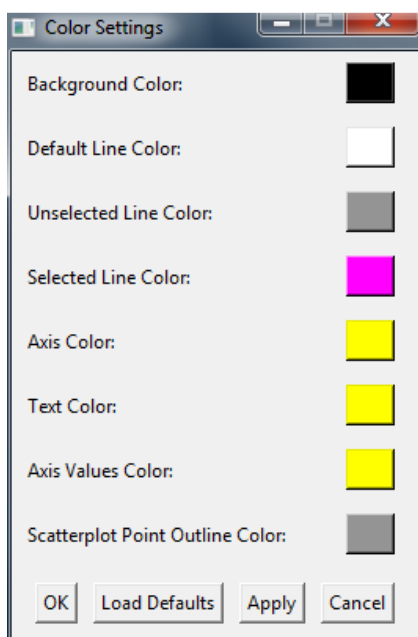 Color Settings
Background Color:
Default Line Color:
Unselected Line Color:
Selected Line Color:
Axis Color:
Text Color:
Axis Values Color:
Scatterplot Point Outline Color:
OK Load Defaults Apply Cancel